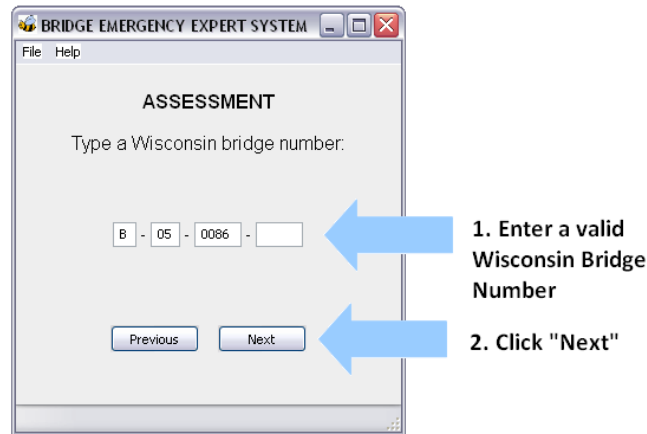 BRIDGE EMERGENCY EXPERT SYSTEM
File Help
ASSESSMENT
Type a Wisconsin bridge number:
B - 05 - 0086 -
1. Enter a valid
Wisconsin Bridge
Number
Previous Next
2. Click "Next"